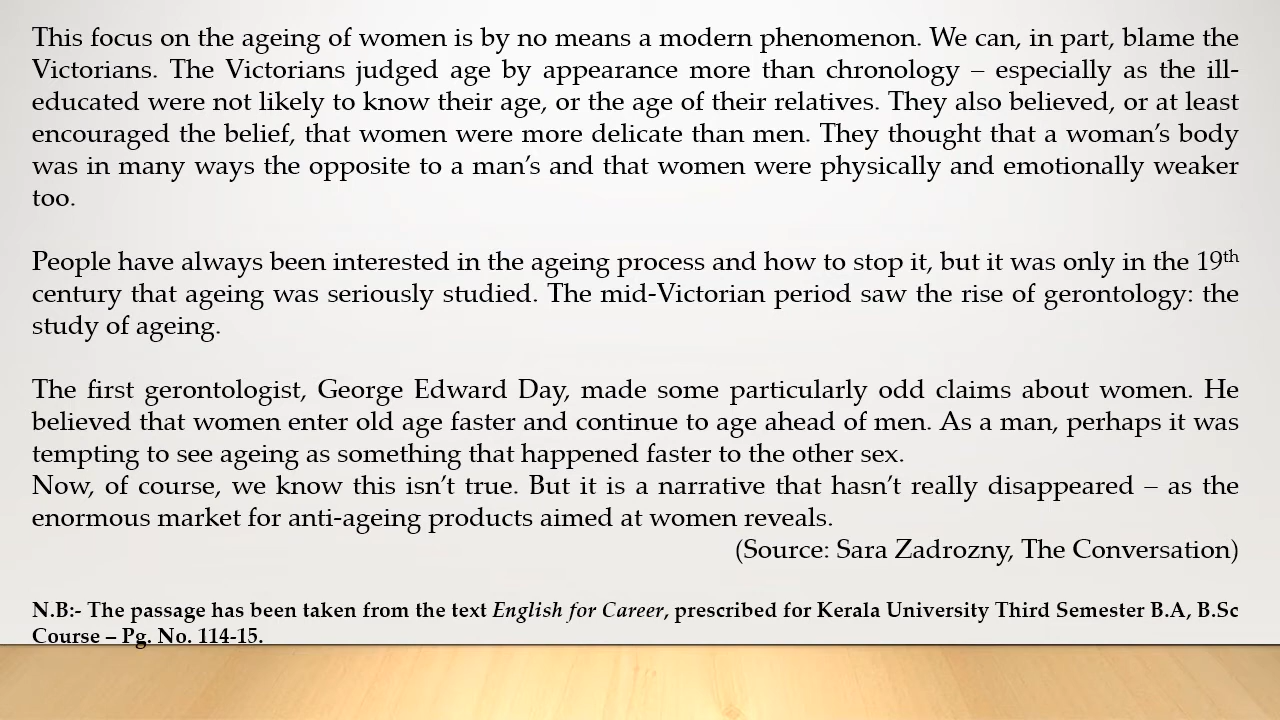 This focus on the ageing of women is by no means a modern phenomenon. We can, in part, blame the
Victorians. The Victorians judged age by appearance more than chronology – especially as the ill-
educated were not likely to know their age, or the age of their relatives. They also believed, or at least
encouraged the belief, that women were more delicate than men. They thought that a woman’s body
was in many ways the opposite to a man’s and that women were physically and emotionally weaker
too.
People have always been interested in the ageing process and how to stop it, but it was only in the 19th
century that ageing was seriously studied. The mid-Victorian period saw the rise of gerontology: the
study of ageing.
The first gerontologist, George Edward Day, made some particularly odd claims about women. He
believed that women enter old age faster and continue to age ahead of men. As a man, perhaps it was
tempting to see ageing as something that happened faster to the other sex.
Now, of course, we know this isn’t true. But it is a narrative that hasn’t really disappeared – as the
enormous market for anti-ageing products aimed at women reveals.
(Source: Sara Zadrozny, The Conversation)
N.B:- The passage has been taken from the text English for Career, prescribed for Kerala University Third Semester B.A, B.Sc
Course – Pg. No. 114-15.